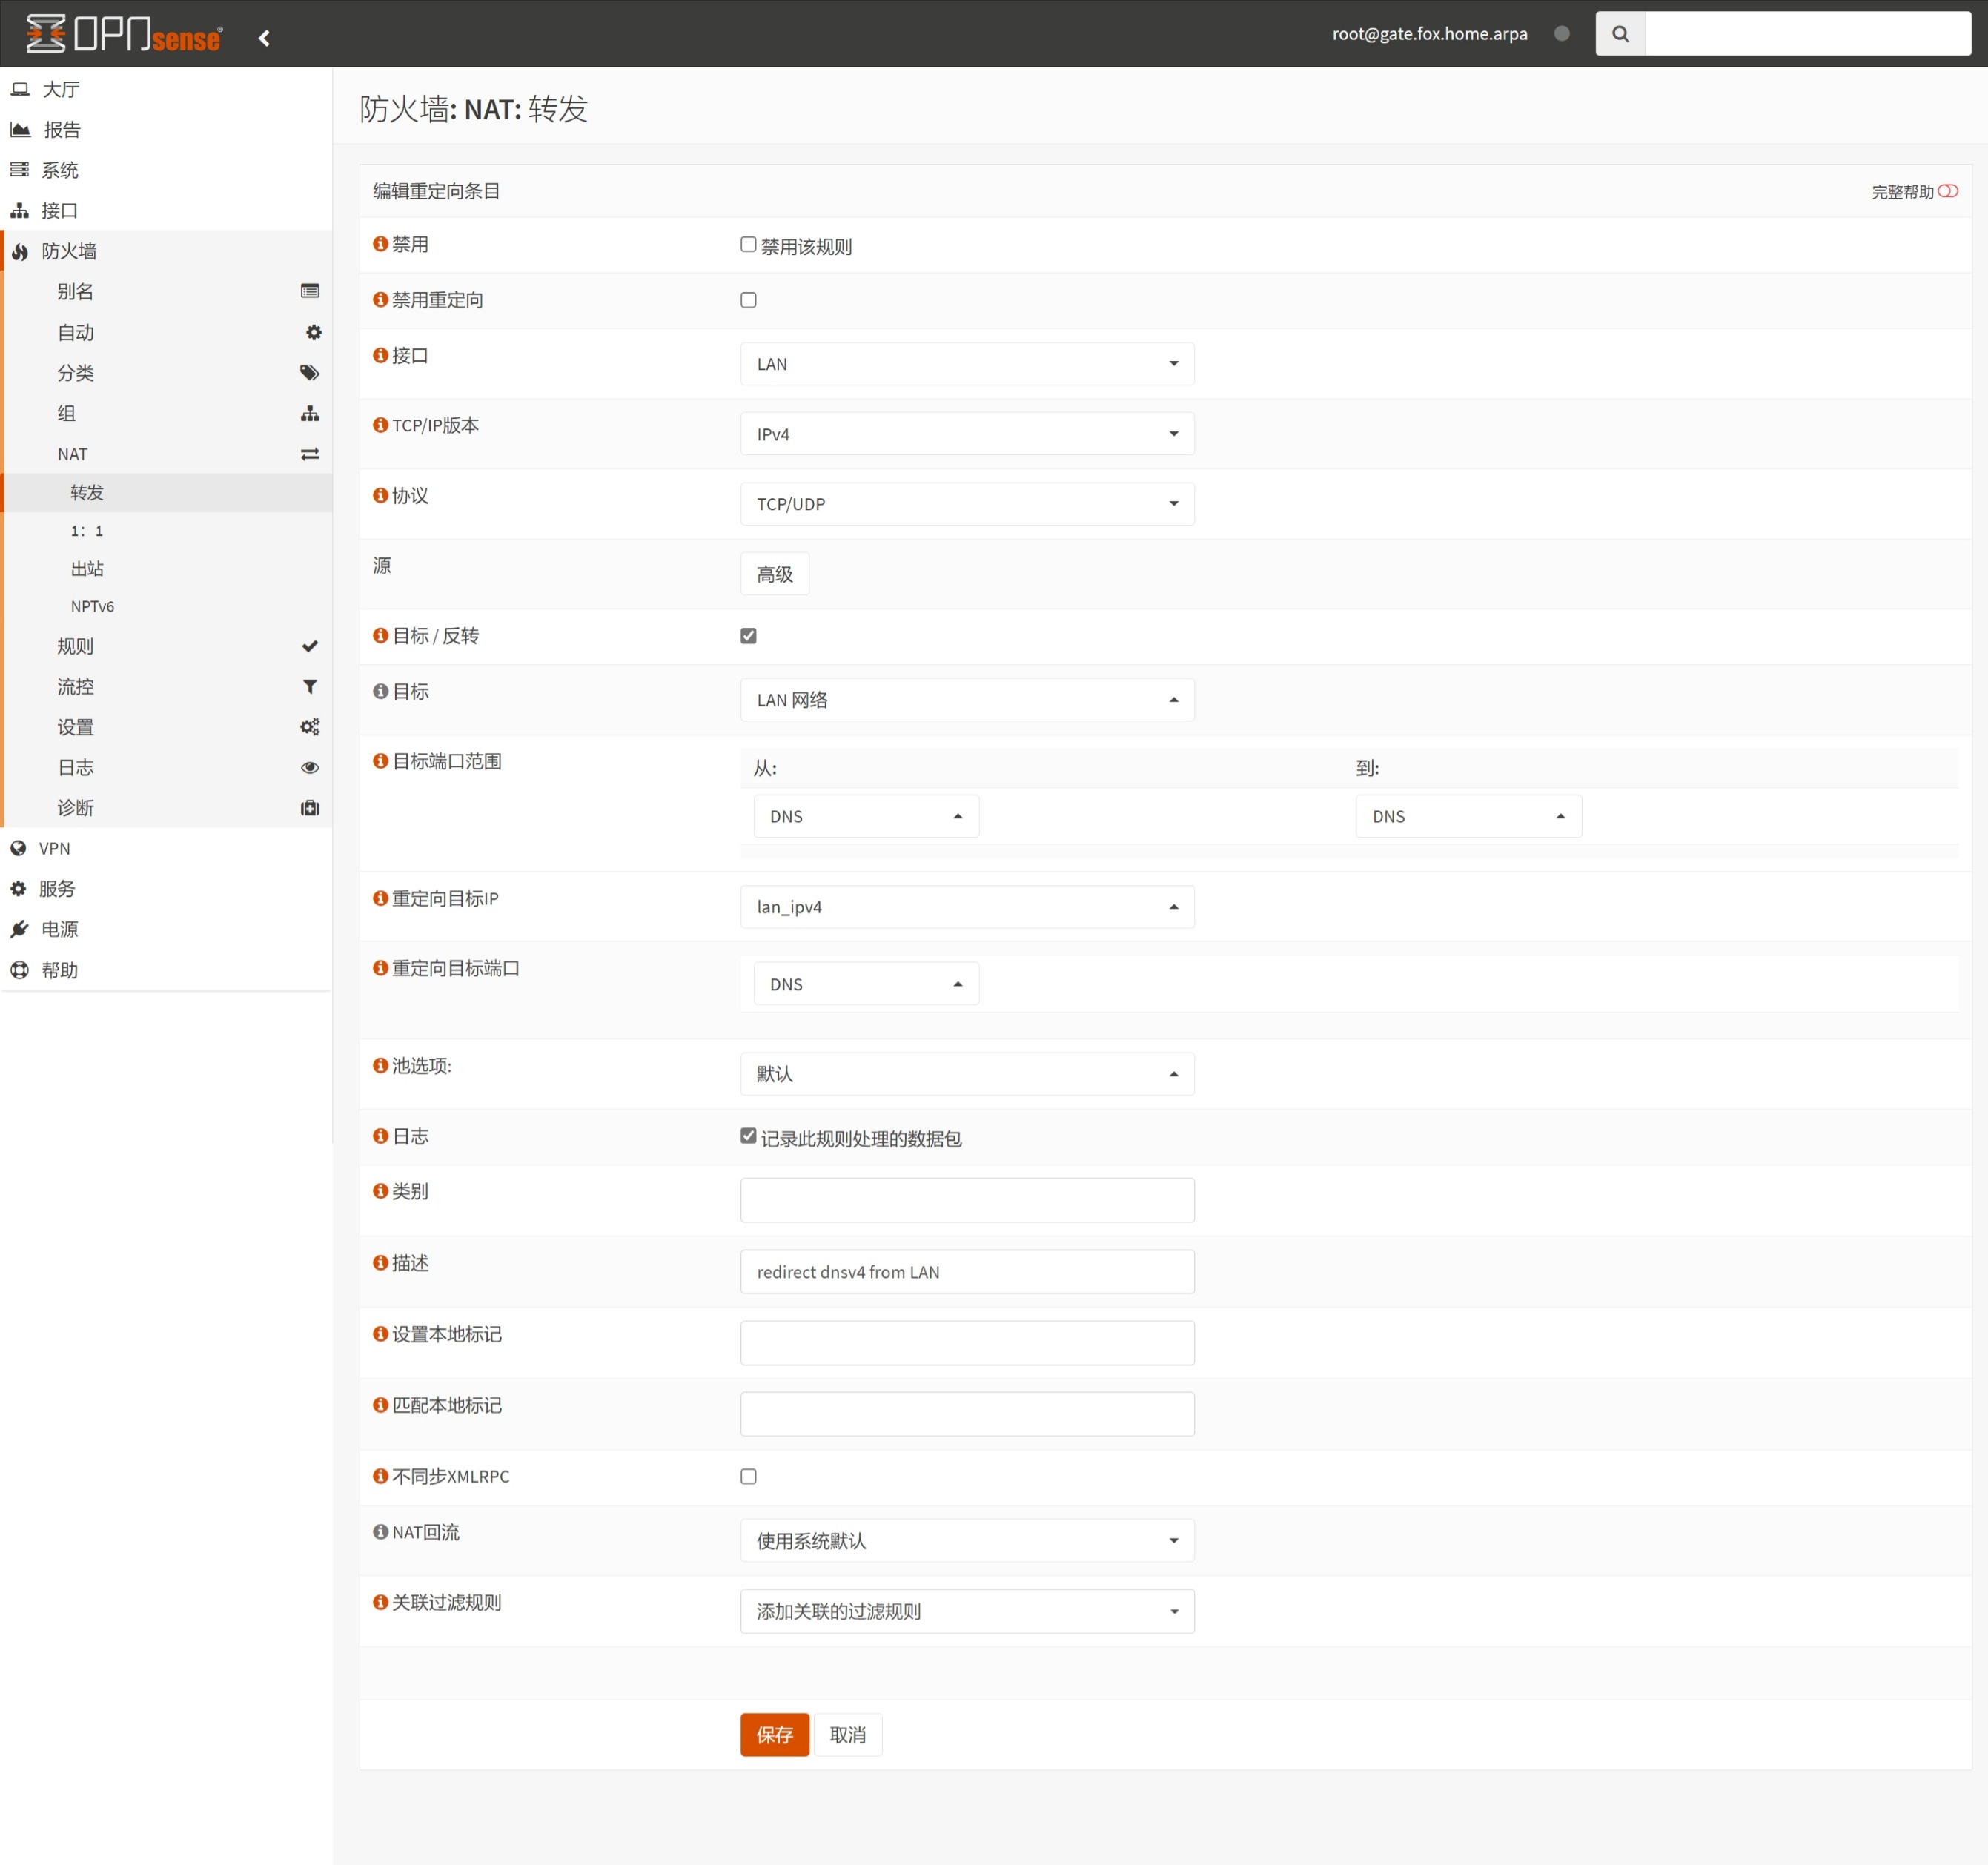 OPNsense®
root@gate.fox.home.arpa
大厅
报告
系统
接口
防火墙
别名
自动
分类
组
NAT
转发
1：1
出站
NPTv6
规则
流控
设置
日志
诊断
VPN
服务
电源
帮助
防火墙: NAT: 转发
编辑重定向条目 完整帮助
禁用 禁用该规则
禁用重定向
接口 LAN
TCP/IP版本 IPv4
协议 TCP/UDP
源 高级
目标 / 反转
目标 LAN 网络
目标端口范围 从: 到:
DNS DNS
重定向目标IP lan_ipv4
重定向目标端口 DNS
池选项: 默认
日志 记录此规则处理的数据包
类别
描述 redirect dnsv4 from LAN
设置本地标记
匹配本地标记
不同步XMLRPC
NAT回流 使用系统默认
关联过滤规则 添加关联的过滤规则
保存 取消